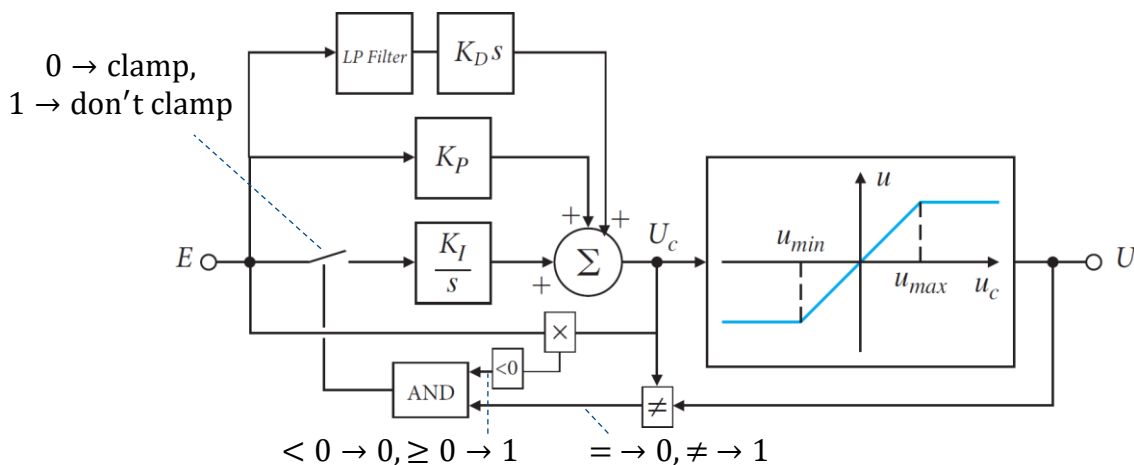 LP Filter
K_D s
0 → clamp,
1 → don't clamp
K_P
u
+ +
U_c
u_min
E
K_I
s
Σ
+
u_max
u_c
U
×
<0
AND
≠
< 0 → 0, ≥ 0 → 1
= → 0, ≠ → 1